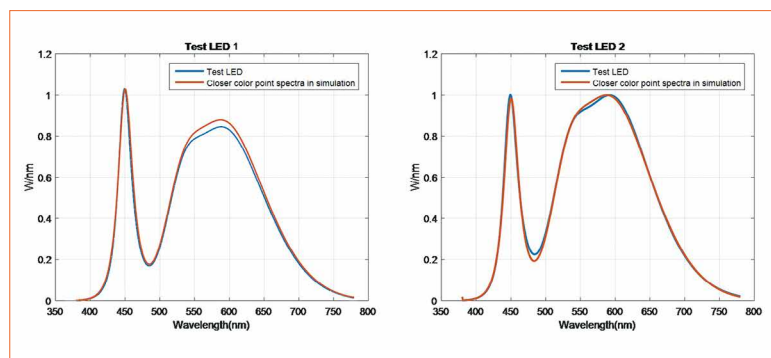 Test LED 1
1.2
1
0.8
0.6
0.4
0.2
0
W/nm
Test LED
Closer color point spectra in simulation
350 400 450 500 550 600 650 700 750 800
Wavelength(nm)
Test LED 2
1.2
1
0.8
0.6
0.4
0.2
0
W/nm
Test LED
Closer color point spectra in simulation
350 400 450 500 550 600 650 700 750 800
Wavelength(nm)